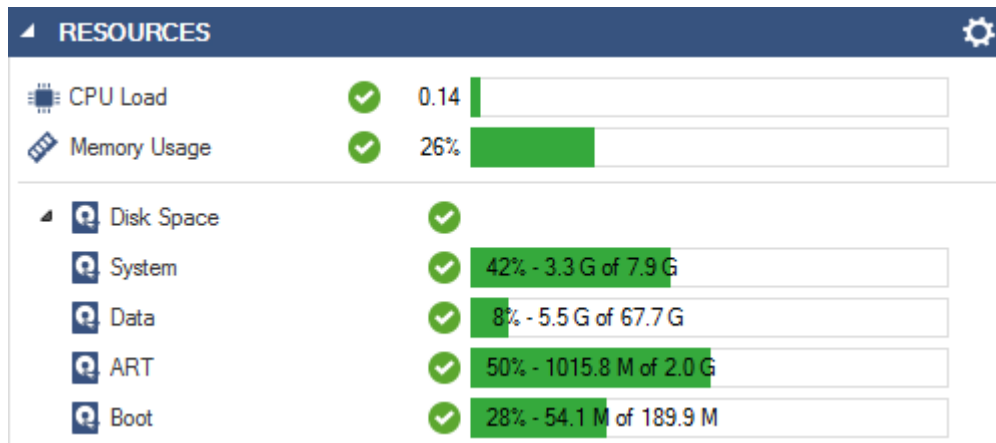 RESOURCES
CPU Load 0.14
Memory Usage 26%
Disk Space
System 42% - 3.3 G of 7.9 G
Data 8% - 5.5 G of 67.7 G
ART 50% - 1015.8 M of 2.0 G
Boot 28% - 54.1 M of 189.9 M